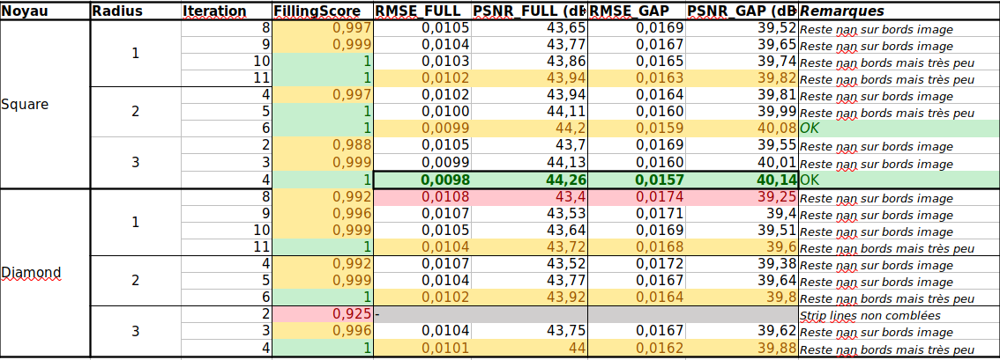 Noyau Radius Iteration FillingScore RMSE_FULL PSNR_FULL (dB RMSE_GAP PSNR_GAP (dB Remarques
Square 1 8 0,997 0,0105 43,65 0,0169 39,52 Reste nan sur bords image
9 0,999 0,0104 43,77 0,0167 39,65 Reste nan sur bords image
10 1 0,0103 43,86 0,0165 39,74 Reste nan bords mais très peu
11 1 0,0102 43,94 0,0163 39,82 Reste nan bords mais très peu
2 4 0,997 0,0102 43,94 0,0164 39,81 Reste nan sur bords image
5 1 0,0100 44,11 0,0160 39,99 Reste nan bords mais très peu
6 1 0,0099 44,2 0,0159 40,08 OK
3 2 0,988 0,0105 43,7 0,0169 39,55 Reste nan sur bords image
3 0,999 0,0099 44,13 0,0160 40,01 Reste nan sur bords image
4 1 0,0098 44,26 0,0157 40,14 OK
Diamond 1 8 0,992 0,0108 43,4 0,0174 39,25 Reste nan sur bords image
9 0,996 0,0107 43,53 0,0171 39,4 Reste nan sur bords image
10 0,999 0,0105 43,64 0,0169 39,51 Reste nan sur bords image
11 1 0,0104 43,72 0,0168 39,6 Reste nan bords mais très peu
2 4 0,992 0,0107 43,52 0,0172 39,38 Reste nan sur bords image
5 0,999 0,0104 43,77 0,0167 39,64 Reste nan sur bords image
6 1 0,0102 43,92 0,0164 39,8 Reste nan bords mais très peu
3 2 0,925 - Strip lines non comblées
3 0,996 0,0104 43,75 0,0167 39,62 Reste nan sur bords image
4 1 0,0101 44 0,0162 39,88 Reste nan bords mais très peu